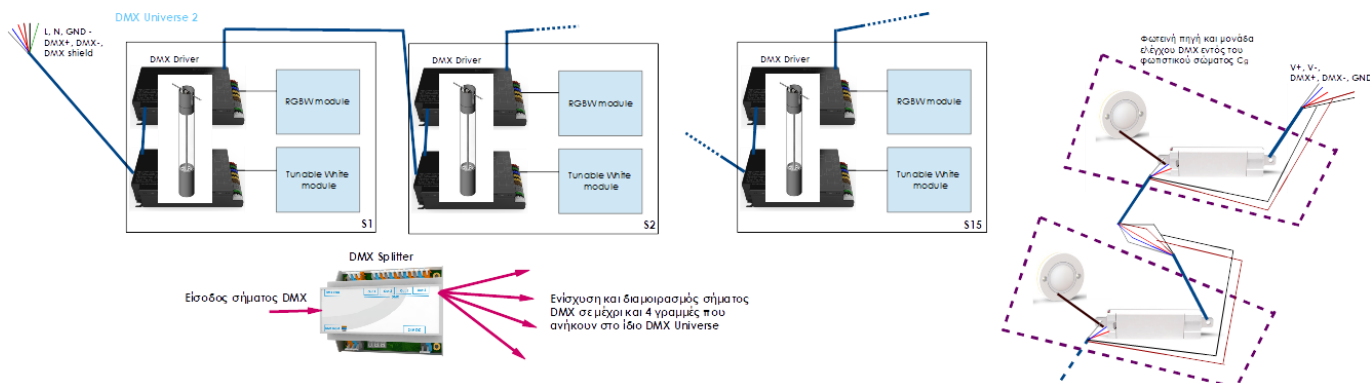 DMX Universe 2
L, N, GND -
DMX+, DMX-,
DMX shield
DMX Driver
RGBW module
Tunable White
module
S1
DMX Driver
RGBW module
Tunable White
module
S2
DMX Driver
RGBW module
Tunable White
module
S15
Φωτεινή πηγή και μονάδα
ελέγχου DMX εντός του
φωτιστικού σώματος Cg
V+, V-,
DMX+, DMX-, GND
DMX Splitter
Είσοδος σήματος DMX
Ενίσχυση και διαμοιρασμός σήματος
DMX σε μέχρι και 4 γραμμές που
ανήκουν στο ίδιο DMX Universe